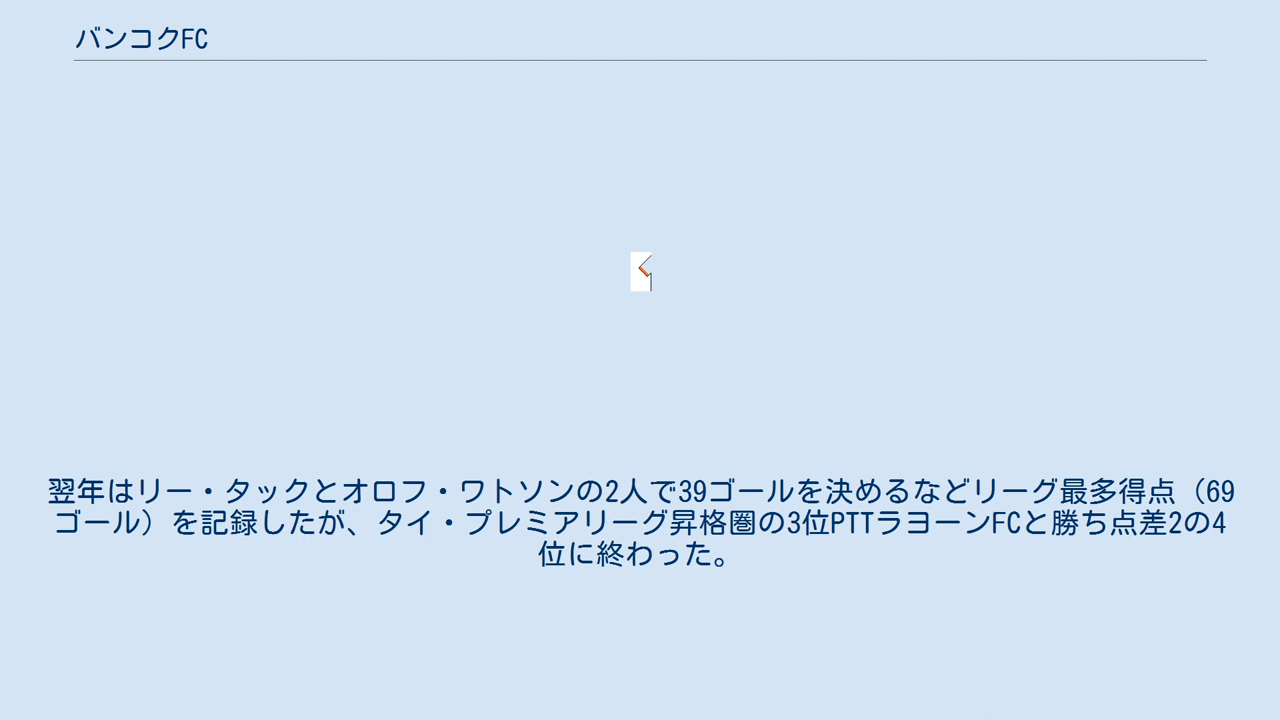 バンコクFC
翌年はリー・タックとオロフ・ワトソンの2人で39ゴールを決めるなどリーグ最多得点（69
ゴール）を記録したが、タイ・プレミアリーグ昇格圏の3位PTTラヨーンFCと勝ち点差2の4
位に終わった。